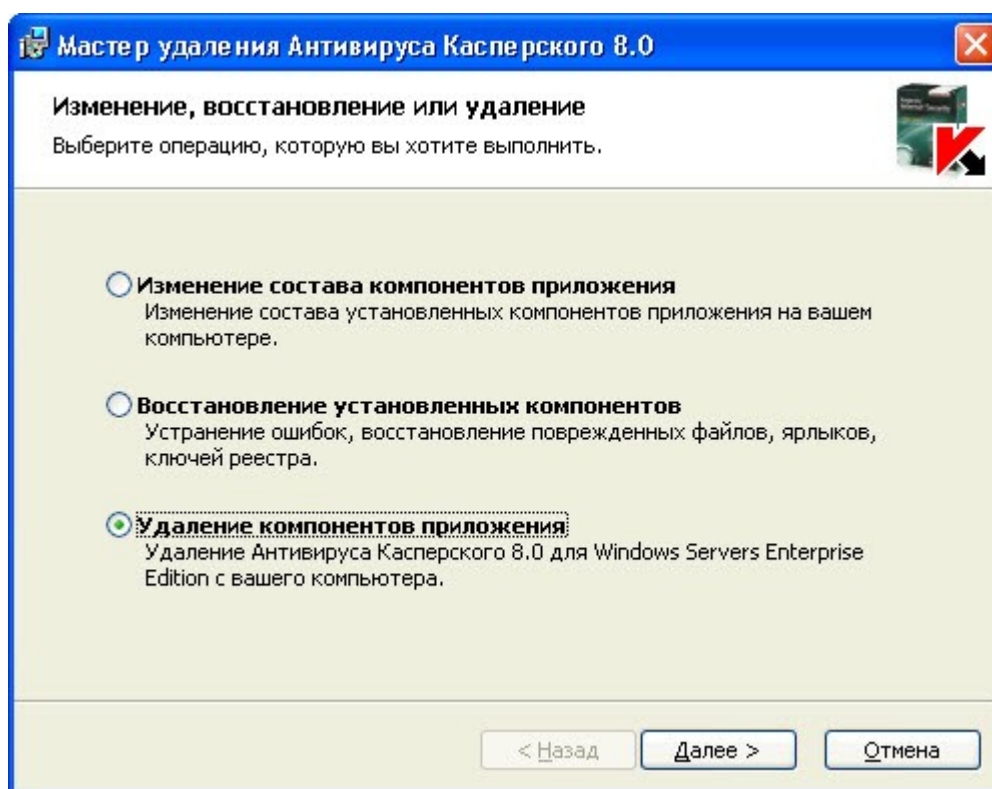 Мастер удаления Антивируса Касперского 8.0
Изменение, восстановление или удаление
Выберите операцию, которую вы хотите выполнить.
Изменение состава компонентов приложения
Изменение состава установленных компонентов приложения на вашем
компьютере.
Восстановление установленных компонентов
Устранение ошибок, восстановление поврежденных файлов, ярлыков,
ключей реестра.
Удаление компонентов приложения
Удаление Антивируса Касперского 8.0 для Windows Servers Enterprise
Edition с вашего компьютера.
< Назад
Далее >
Отмена